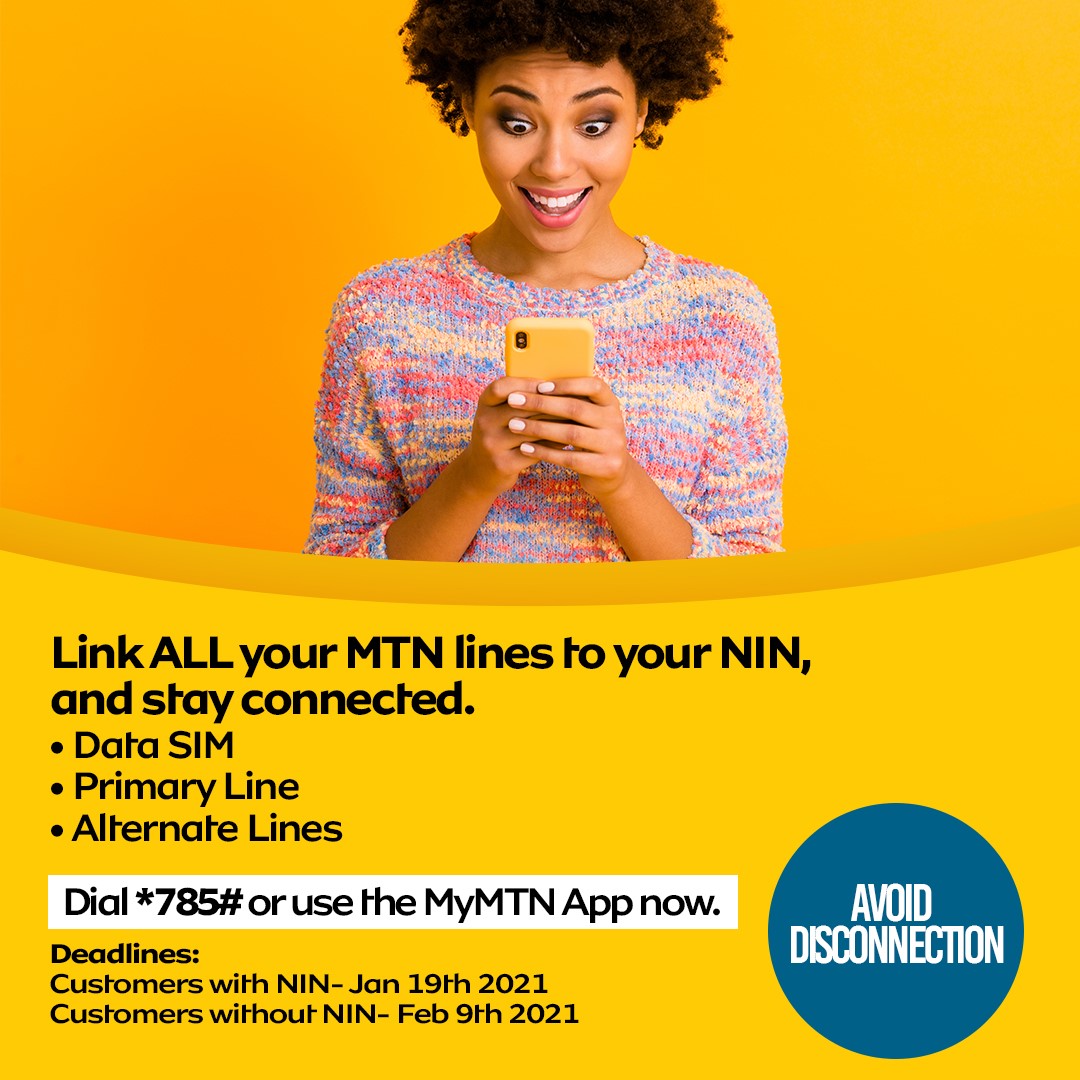 Link ALL your MTN lines to your NIN,
and stay connected.
• Data SIM
• Primary Line
• Alternate Lines
Dial *785# or use the MyMTN App now.
Deadlines:
Customers with NIN- Jan 19th 2021
Customers without NIN- Feb 9th 2021
AVOID
DISCONNECTION